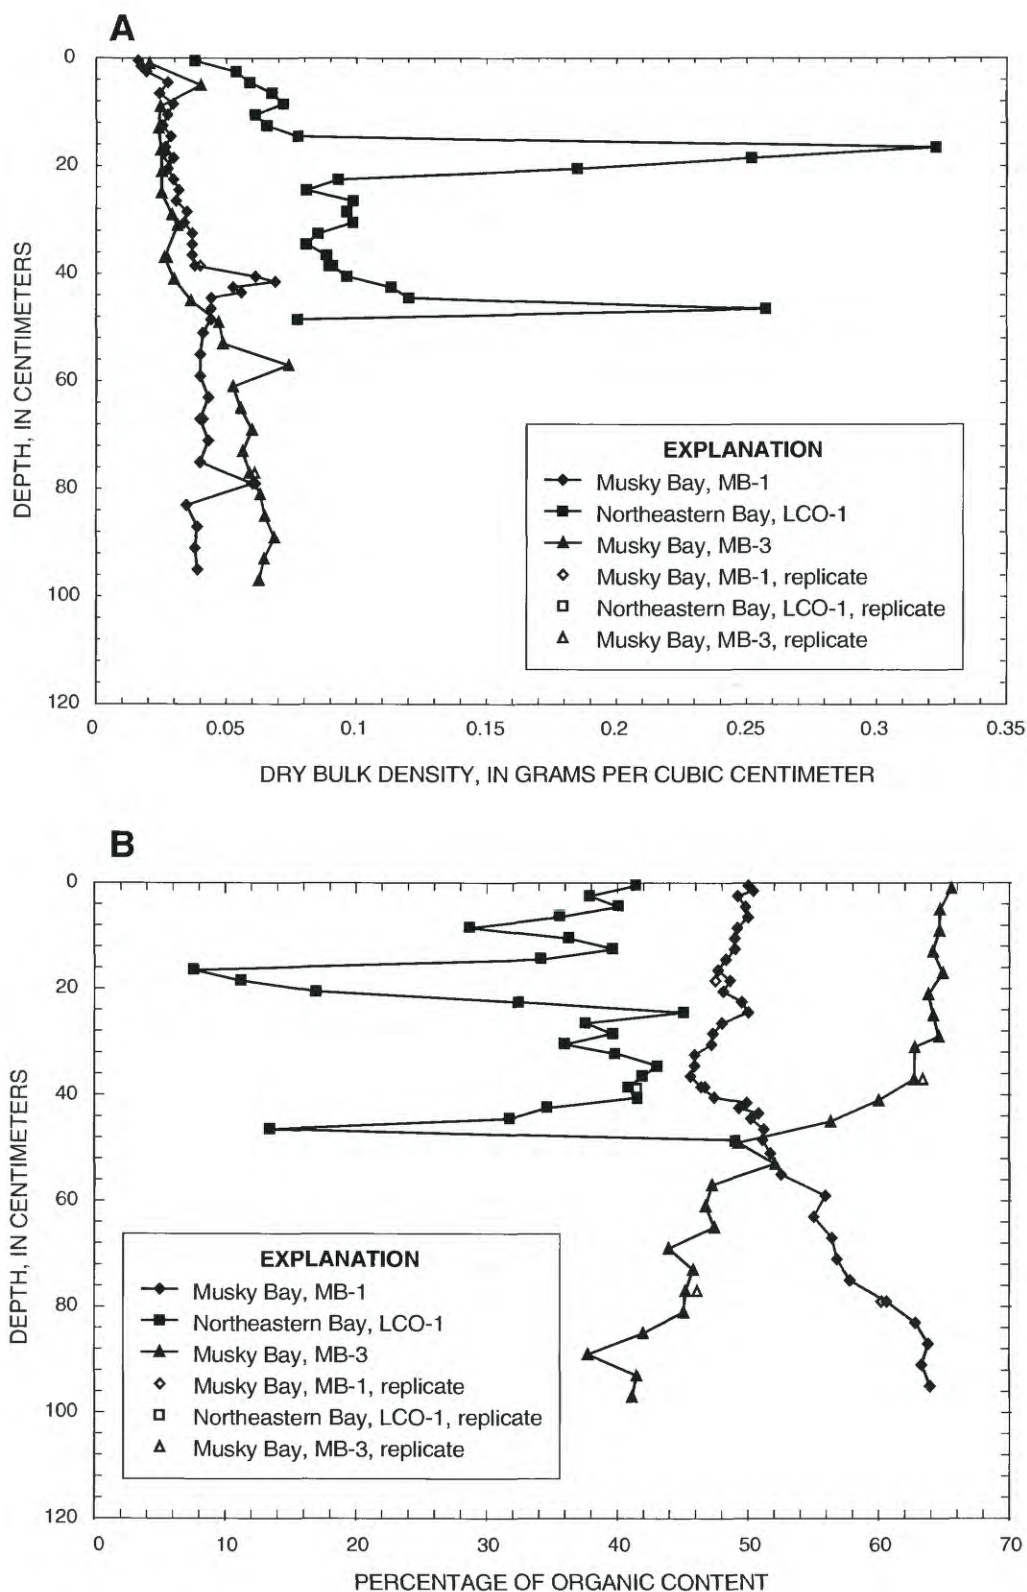 A
0
20
40
60
80
100
120
DEPTH, IN CENTIMETERS
EXPLANATION
Musky Bay, MB-1
Northeastern Bay, LCO-1
Musky Bay, MB-3
Musky Bay, MB-1, replicate
Northeastern Bay, LCO-1, replicate
Musky Bay, MB-3, replicate
0 0.05 0.1 0.15 0.2 0.25 0.3 0.35
DRY BULK DENSITY, IN GRAMS PER CUBIC CENTIMETER
B
0
20
40
60
80
100
120
DEPTH, IN CENTIMETERS
EXPLANATION
Musky Bay, MB-1
Northeastern Bay, LCO-1
Musky Bay, MB-3
Musky Bay, MB-1, replicate
Northeastern Bay, LCO-1, replicate
Musky Bay, MB-3, replicate
0 10 20 30 40 50 60 70
PERCENTAGE OF ORGANIC CONTENT